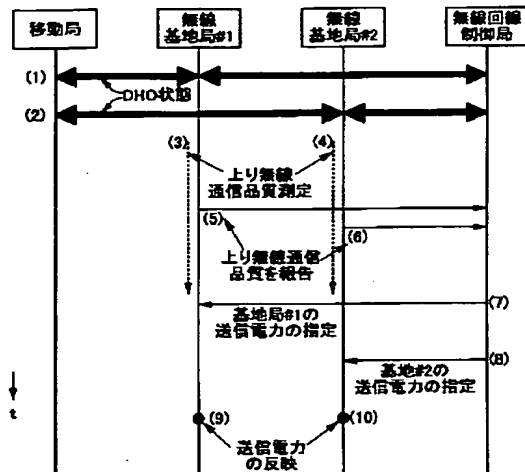 移動局
無線
基地局#1
無線
基地局#2
無線回線
制御局
(1)
DHO状態
(2)
(3)
(4)
上り無線
通信品質測定
(5)
(6)
上り無線通信
品質を報告
(7)
基地局#1の
送信電力の指定
(8)
基地#2の
送信電力の指定
t
(9)
(10)
送信電力
の反映